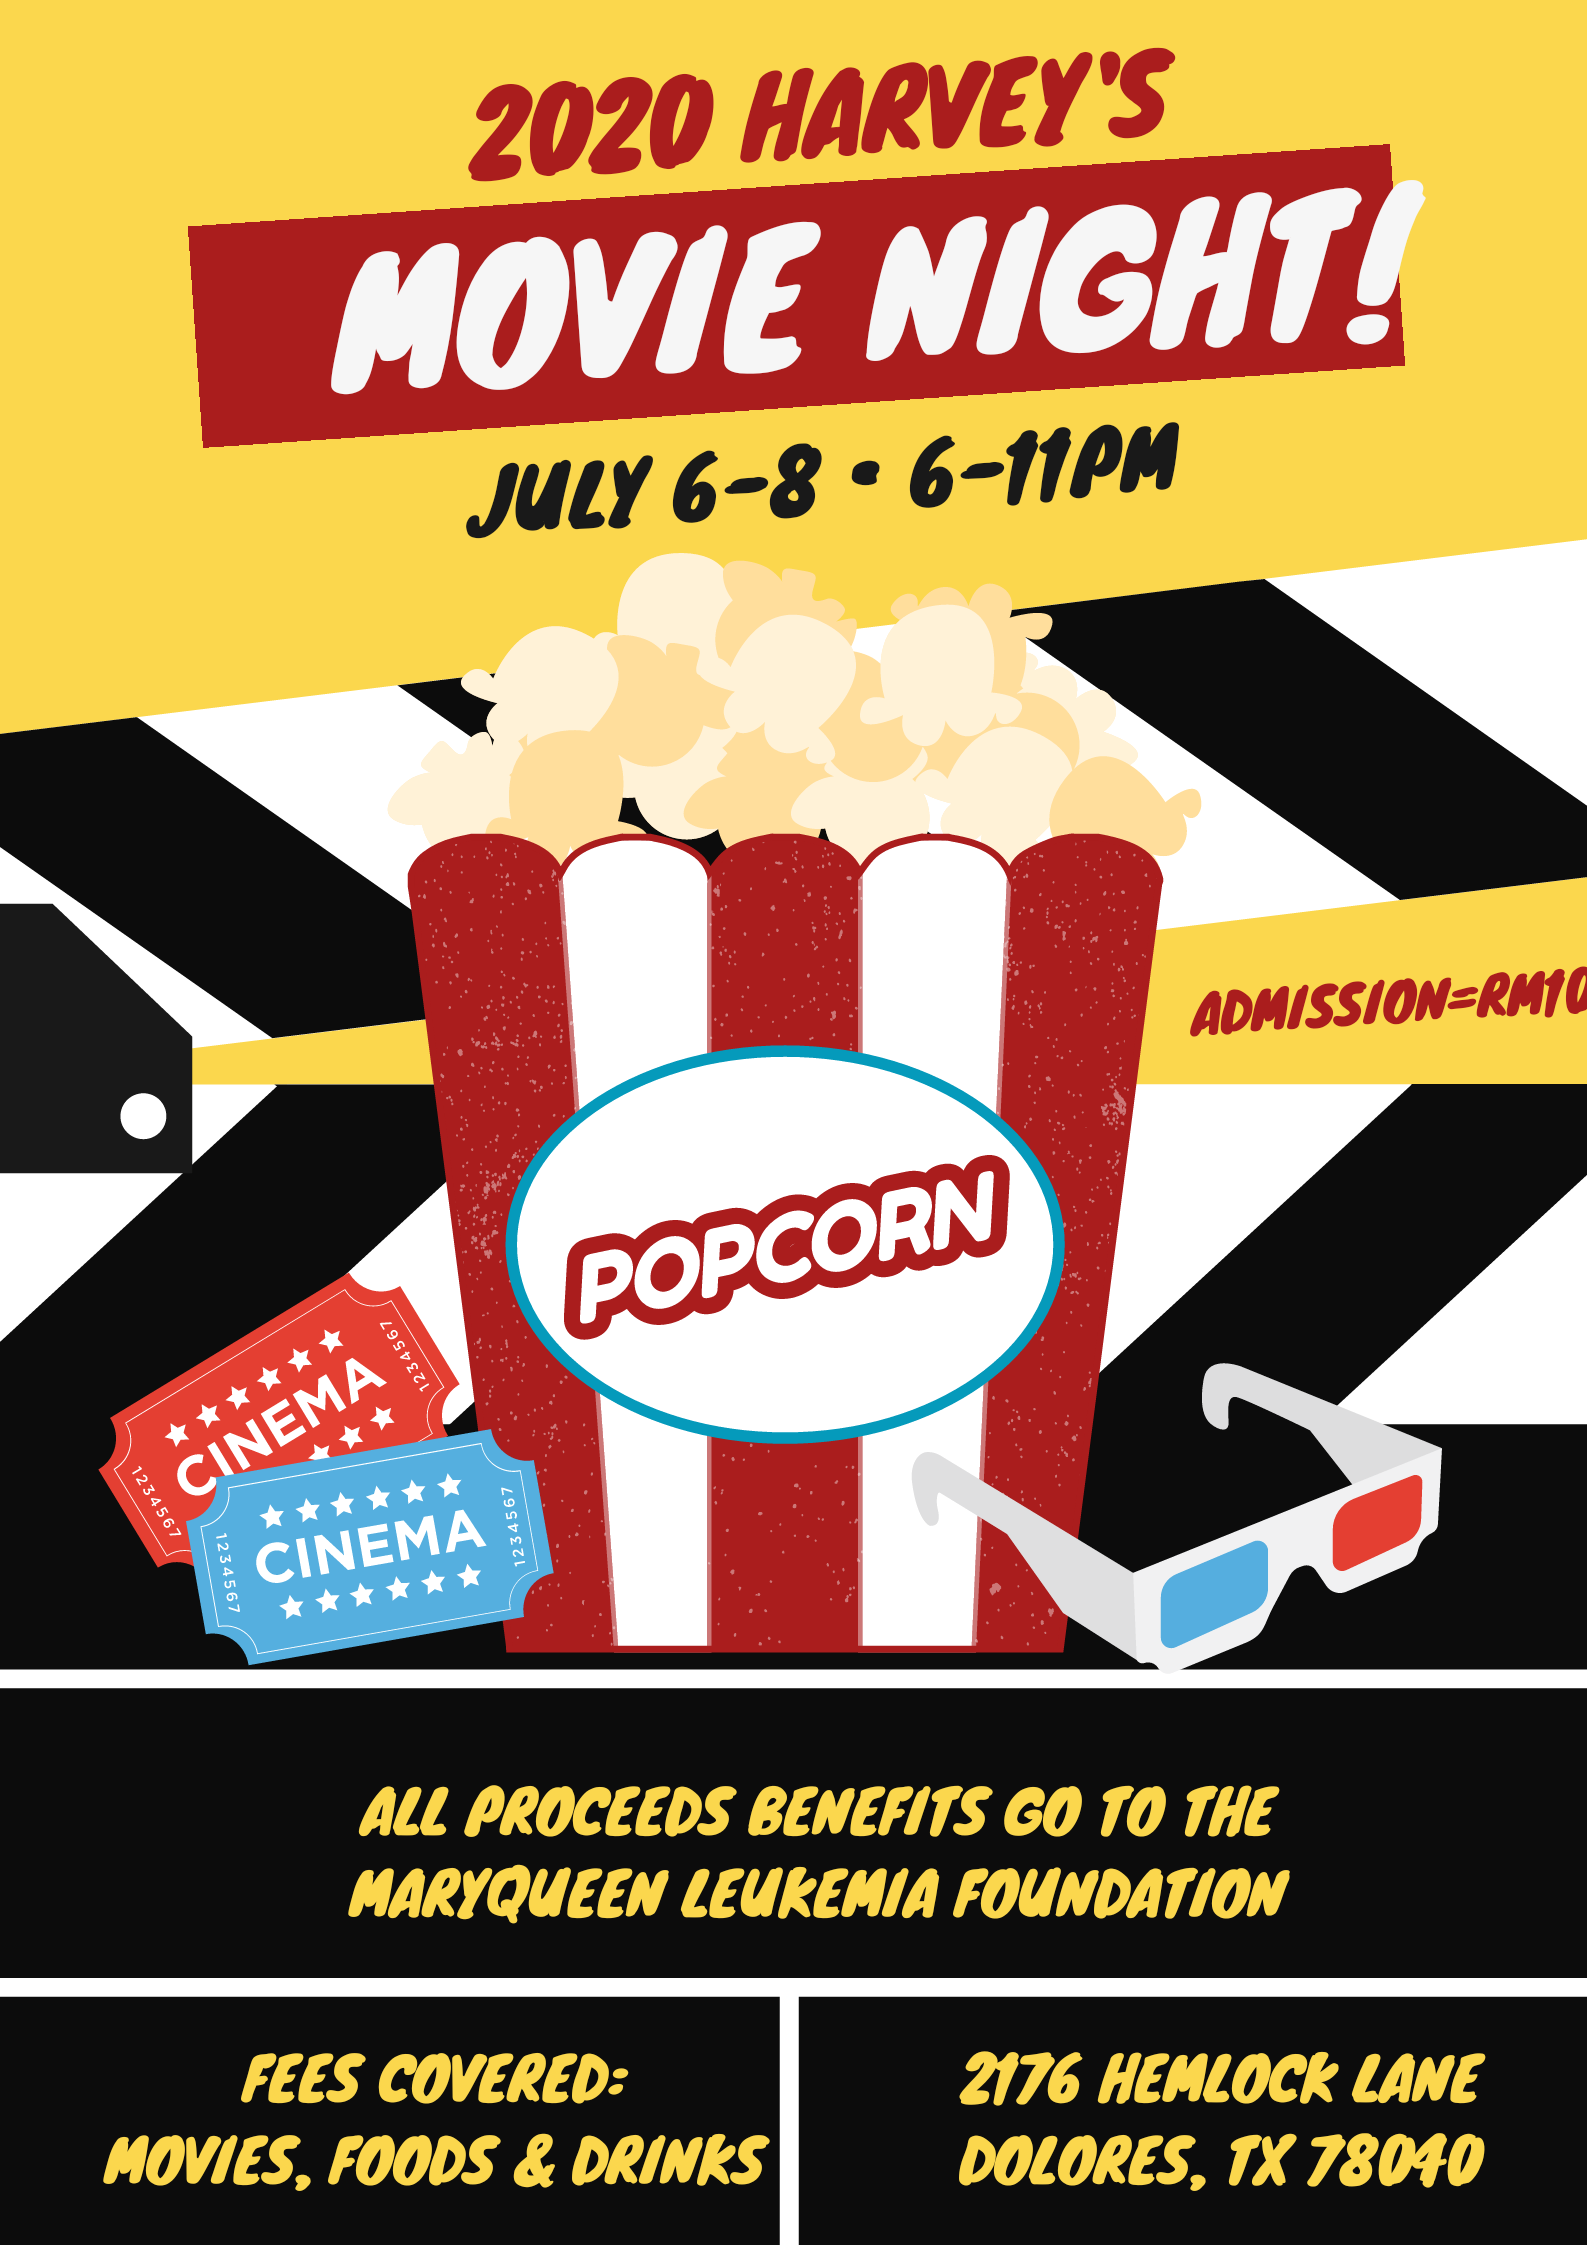 2020 HARVEY'S
MOVIE NIGHT!
JULY 6-8 • 6-11PM
ADMISSION=RM10
POPCORN
1234567
CINEMA
1234567
1234567
CINEMA
1234567
ALL PROCEEDS BENEFITS GO TO THE
MARYQUEEN LEUKEMIA FOUNDATION
FEES COVERED:
MOVIES, FOODS & DRINKS
2176 HEMLOCK LANE
DOLORES, TX 78040